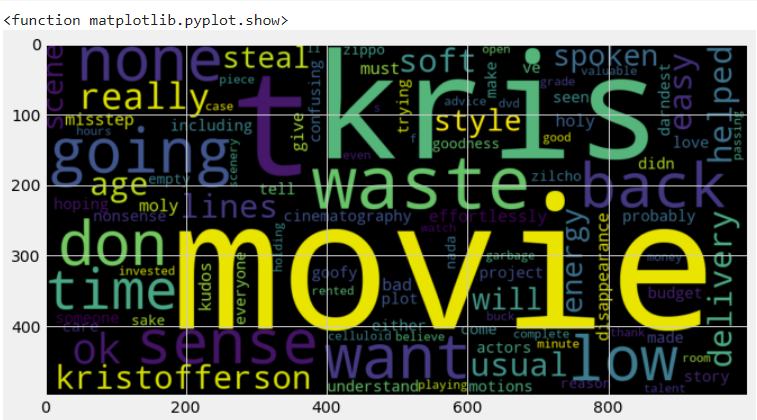 <function matplotlib.pyplot.show>
0
none steal ll zippo soft open spoken
scene piece must ve valuable easy
really case confusing trying make grade seen darndest helped
100
misstep including give t kris advice dvd
hours style holy passing
going scenery f goodness good love
s even didn
200
age empty tell waste zilcho back
hoping moly lines cinematography effortlessly probably
nonsense watch
don holding nada energy disappearance delivery
300
invested everyone goofy movie garbage project money
time kudos rented bad plot will budget
someone sake buck
400
care celluloid either believe come complete thank made
ok sense want actors minute low room
usual story
kristofferson understand playing motions reason talent
0 200 400 600 800